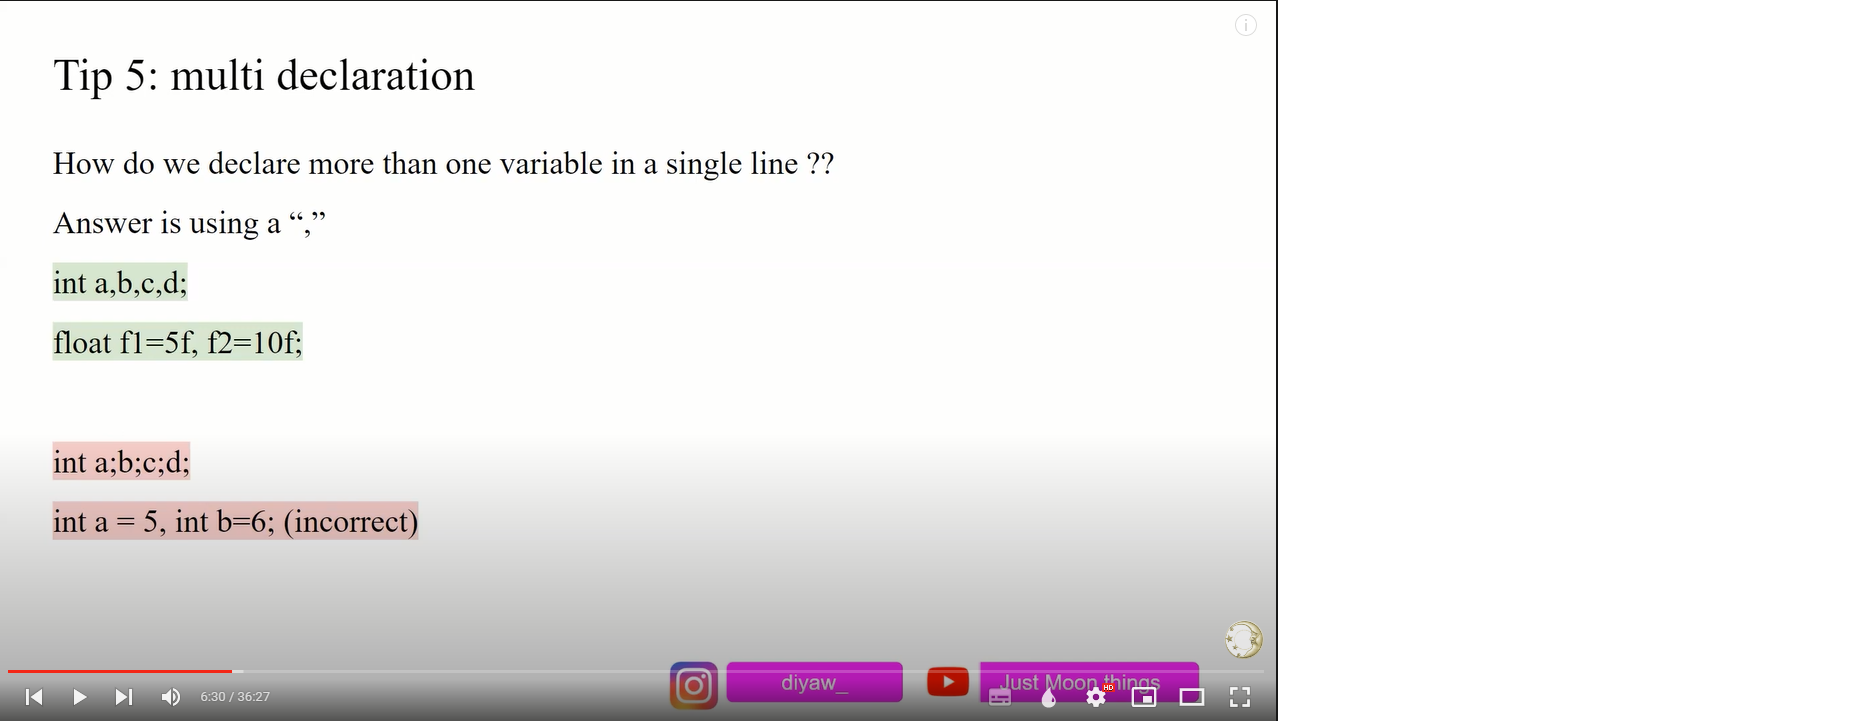 Tip 5: multi declaration
How do we declare more than one variable in a single line ??
Answer is using a “,”
int a,b,c,d;
float f1=5f, f2=10f;
int a;b;c;d;
int a = 5, int b=6; (incorrect)
diyaw_
Just Moon things
6:30 / 36:27
HD